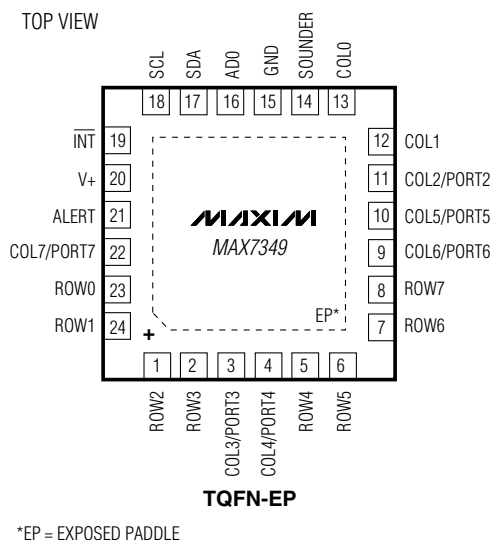 TOP VIEW
SCL
SDA
AD0
GND
SOUNDER
COL0
18
17
16
15
14
13
INT 19
V+ 20
ALERT 21
COL7/PORT7 22
ROW0 23
ROW1 24
12 COL1
11 COL2/PORT2
10 COL5/PORT5
9 COL6/PORT6
8 ROW7
7 ROW6
MAXIM
MAX7349
EP*
+
1
2
3
4
5
6
ROW2
ROW3
COL3/PORT3
COL4/PORT4
ROW4
ROW5
TQFN-EP
*EP = EXPOSED PADDLE